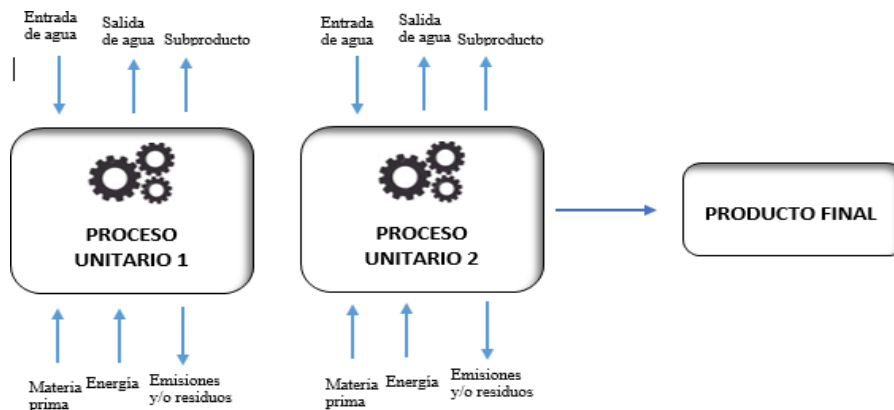 Entrada
de agua
Salida
de agua
Subproducto
Entrada
de agua
Salida
de agua
Subproducto
PROCESO
UNITARIO 1
PROCESO
UNITARIO 2
PRODUCTO FINAL
Materia
prima
Energía
Emisiones
y/o residuos
Materia
prima
Energía
Emisiones
y/o residuos